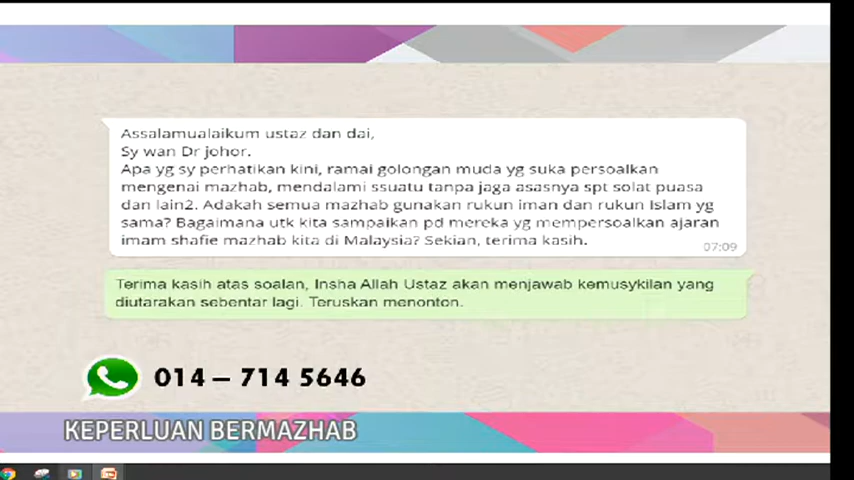 Assalamualaikum ustaz dan dai,
Sy wan Dr johor.
Apa yg sy perhatikan kini, ramai golongan muda yg suka persoalkan
mengenai mazhab, mendalami ssuatu tanpa jaga asasnya spt solat puasa
dan lain2. Adakah semua mazhab gunakan rukun iman dan rukun Islam yg
sama? Bagaimana utk kita sampaikan pd mereka yg mempersoalkan ajaran
imam shafie mazhab kita di Malaysia? Sekian, terima kasih.
07:09
Terima kasih atas soalan, Insha Allah Ustaz akan menjawab kemusykilan yang
diutarakan sebentar lagi. Teruskan menonton.
014 – 714 5646
KEPERLUAN BERMAZHAB